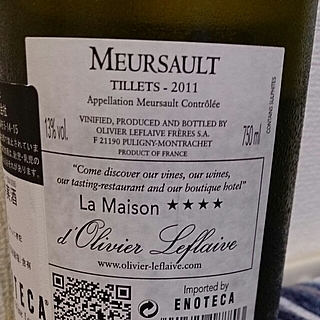 MEURSAULT
TILLETS - 2011
Appellation Meursault Contrôlée
13% vol.
VINIFIED, PRODUCED AND BOTTLED BY
OLIVIER LEFLAIVE FRÈRES S.A.
F 21190 PULIGNY-MONTRACHET
PRODUCT OF FRANCE
750 ml
CONTAINS SULPHITES
"Come discover our vines, our wines,
our tasting-restaurant and our boutique hotel"
La Maison ★★★★
d'Olivier Leflaive
www.olivier-leflaive.com
Imported by
ENOTECA
NOTECA